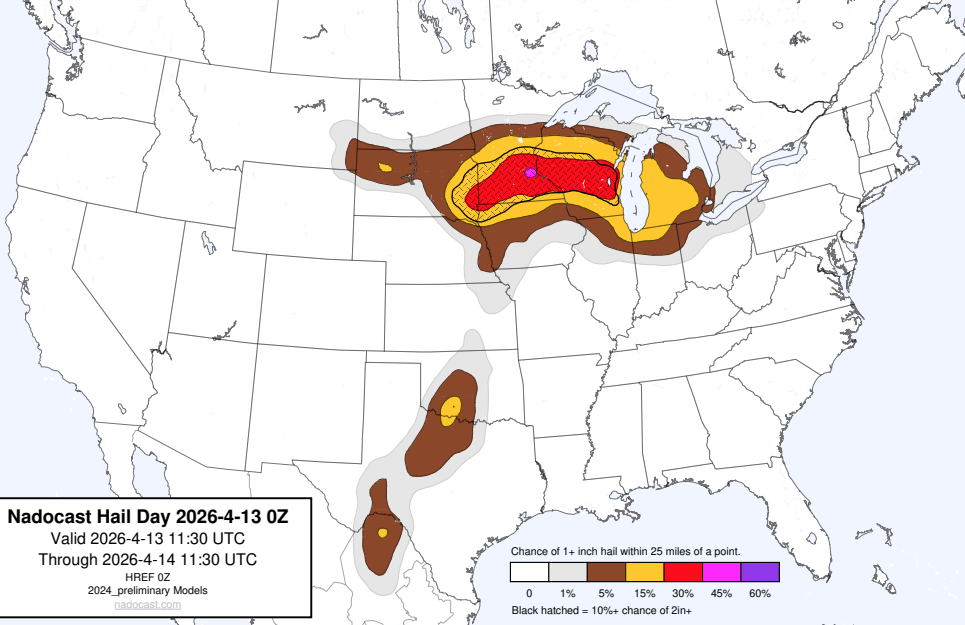 Nadocast Hail Day 2026-4-13 0Z
Valid 2026-4-13 11:30 UTC
Through 2026-4-14 11:30 UTC
HREF 0Z
2024_preliminary Models
nadocast.com
Chance of 1+ inch hail within 25 miles of a point.
0 1% 5% 15% 30% 45% 60%
Black hatched = 10%+ chance of 2in+